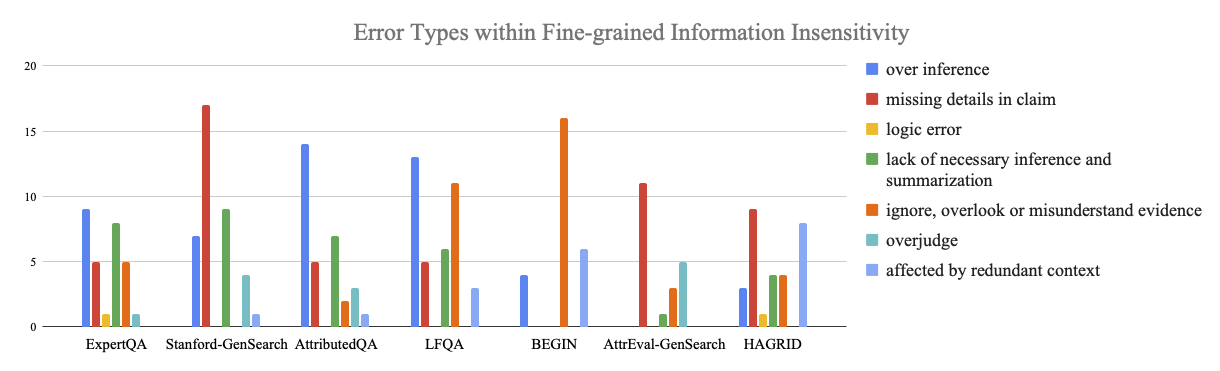 Error Types within Fine-grained Information Insensitivity
20
15
10
5
0
ExpertQA
Stanford-GenSearch
AttributedQA
LFQA
BEGIN
AttrEval-GenSearch
HAGRID
over inference
missing details in claim
logic error
lack of necessary inference and
summarization
ignore, overlook or misunderstand evidence
overjudge
affected by redundant context